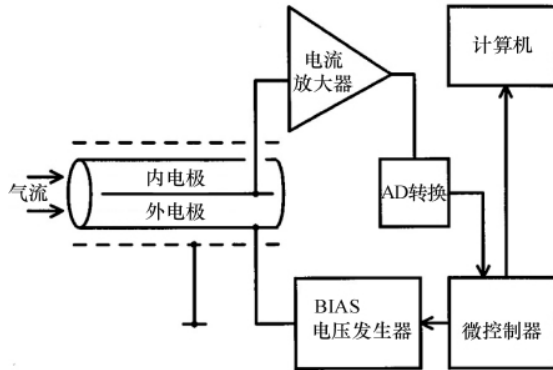 电流
放大器
计算机
气流
内电极
外电极
AD转换
BIAS
电压发生器
微控制器